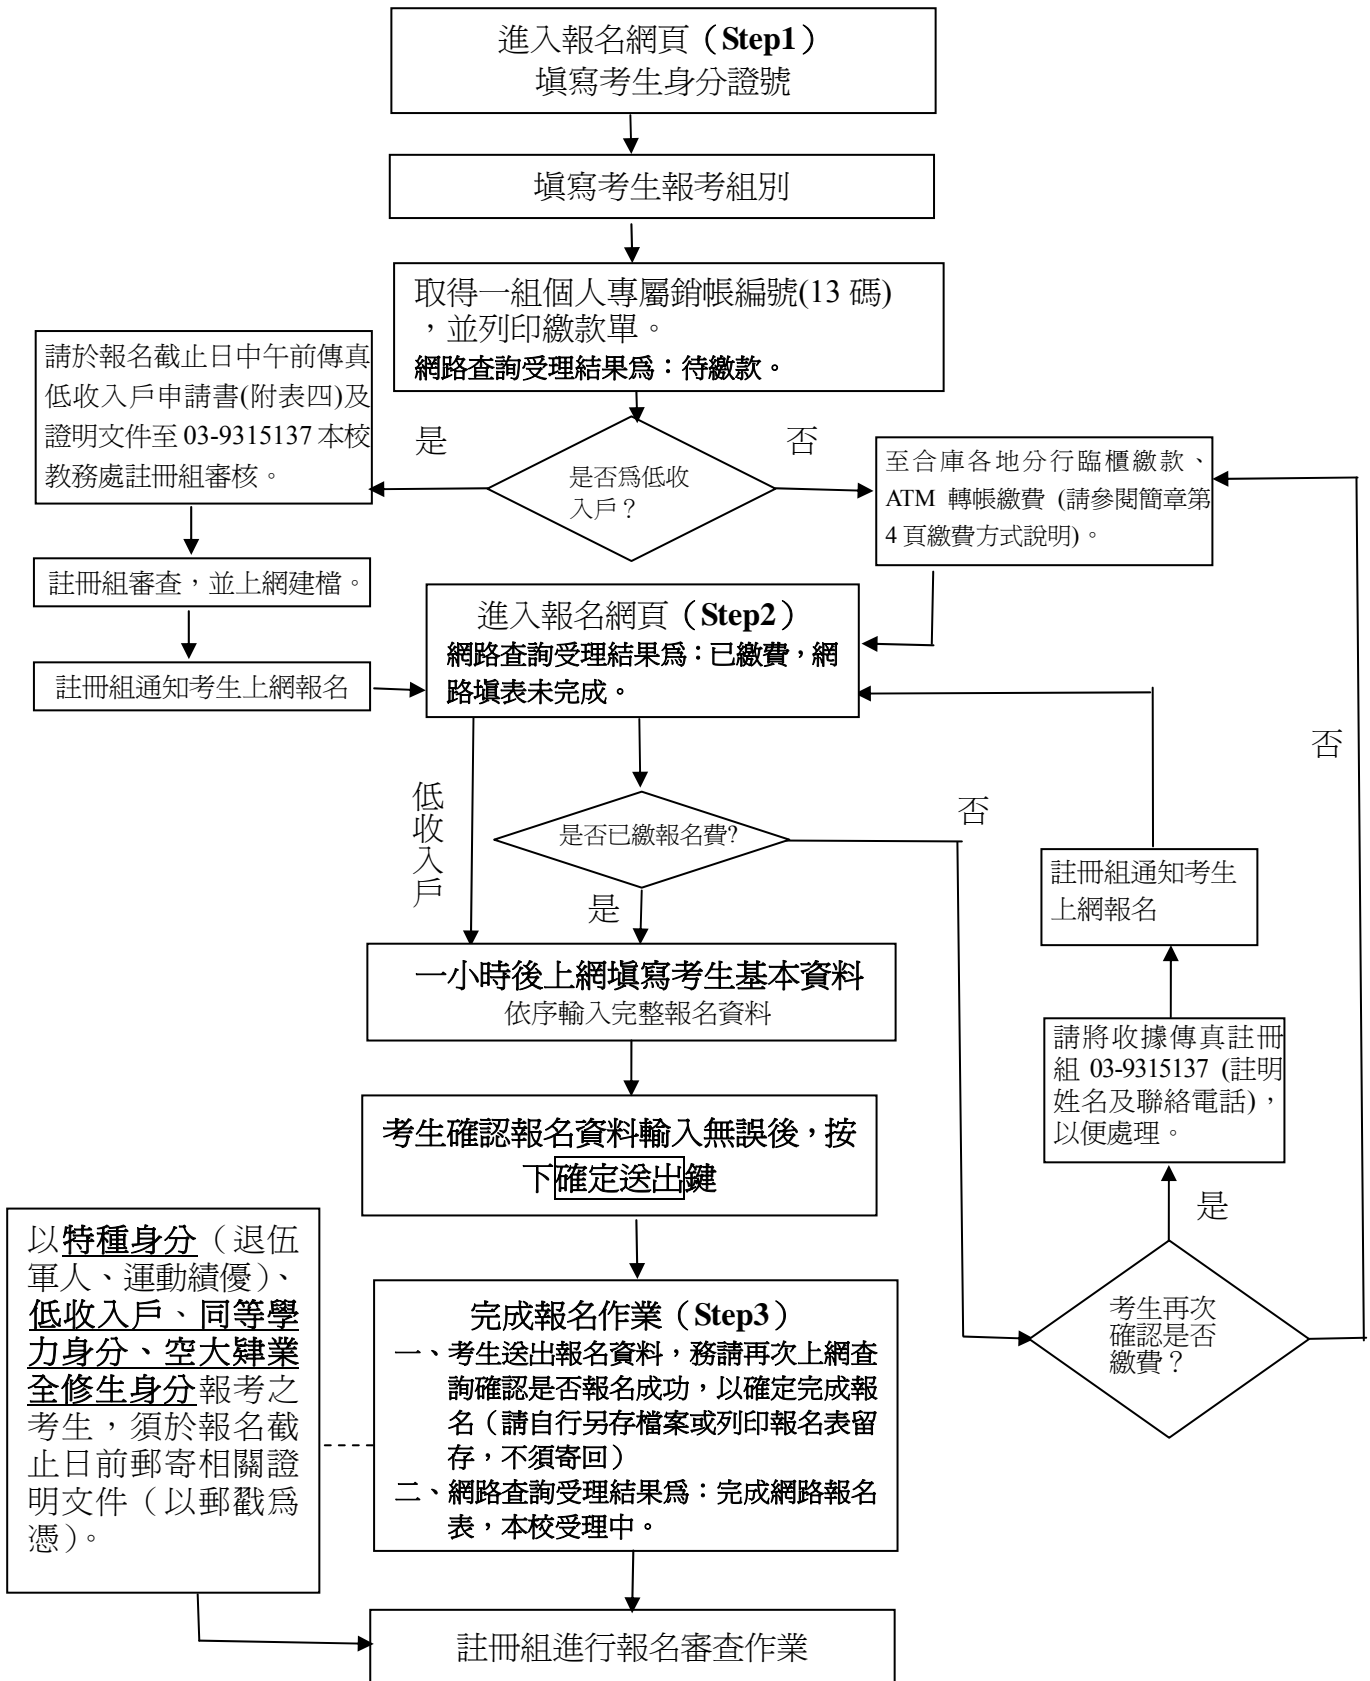 進入報名網頁（Step1）
填寫考生身分證號
填寫考生報考組別
取得一組個人專屬銷帳編號(13 碼)
，並列印繳款單。
網路查詢受理結果為：待繳款。
請於報名截止日中午前傳真
低收入戶申請書(附表四)及
證明文件至 03-9315137 本校
教務處註冊組審核。
是
否
是否為低收
入戶？
至合庫各地分行臨櫃繳款、
ATM 轉帳繳費 (請參閱簡章第
4 頁繳費方式說明)。
註冊組審查，並上網建檔。
進入報名網頁（Step2）
網路查詢受理結果為：已繳費，網
路填表未完成。
註冊組通知考生上網報名
否
低
收
入
戶
是否已繳報名費?
否
是
註冊組通知考生
上網報名
一小時後上網填寫考生基本資料
依序輸入完整報名資料
請將收據傳真註冊
組 03-9315137 (註明
姓名及聯絡電話)，
以便處理。
考生確認報名資料輸入無誤後，按
下確定送出鍵
是
以特種身分（退伍
軍人、運動績優）、
低收入戶、同等學
力身分、空大肄業
全修生身分報考之
考生，須於報名截
止日前郵寄相關證
明文件（以郵戳為
憑）。
完成報名作業（Step3）
一、考生送出報名資料，務請再次上網查
詢確認是否報名成功，以確定完成報
名（請自行另存檔案或列印報名表留
存，不須寄回）
二、網路查詢受理結果為：完成網路報名
表，本校受理中。
考生再次
確認是否
繳費？
註冊組進行報名審查作業